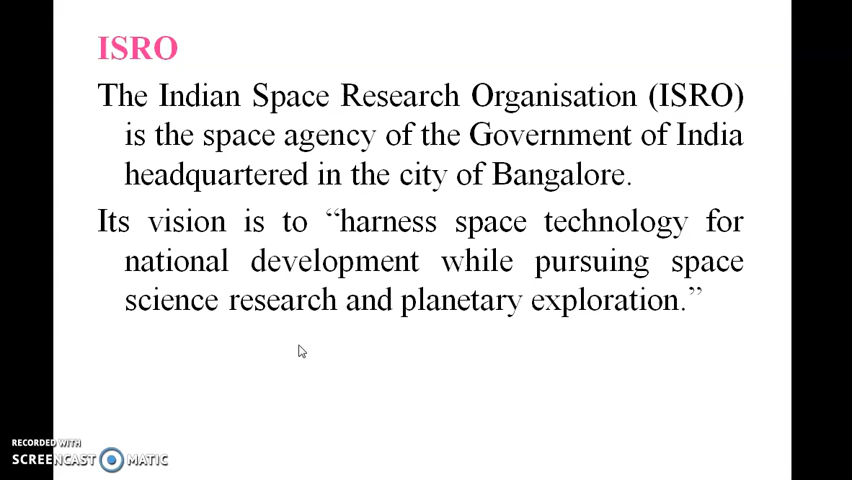 ISRO
The Indian Space Research Organisation (ISRO)
is the space agency of the Government of India
headquartered in the city of Bangalore.
Its vision is to “harness space technology for
national development while pursuing space
science research and planetary exploration.”
RECORDED WITH
SCREENCAST MATIC